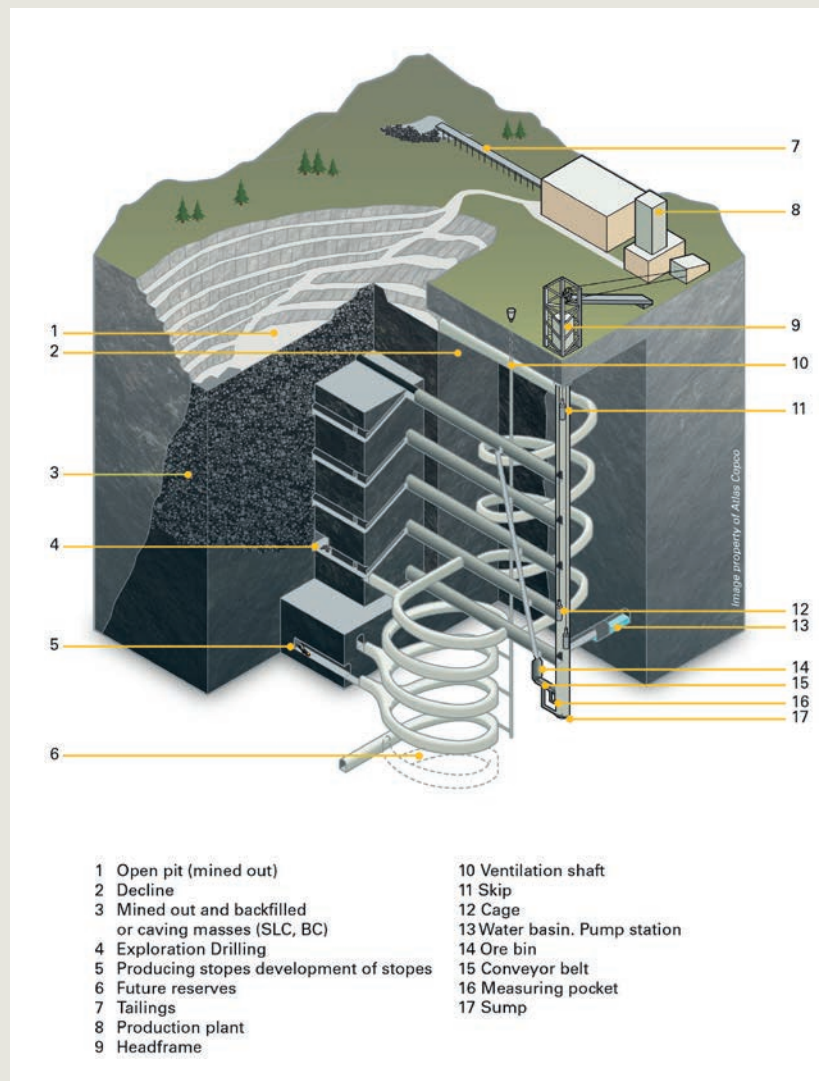 7
8
1
9
2
10
11
3
Image property of Atlas Copco
4
12
13
5
14
15
16
17
6
1 Open pit (mined out)
2 Decline
3 Mined out and backfilled
or caving masses (SLC, BC)
4 Exploration Drilling
5 Producing stopes development of stopes
6 Future reserves
7 Tailings
8 Production plant
9 Headframe
10 Ventilation shaft
11 Skip
12 Cage
13 Water basin. Pump station
14 Ore bin
15 Conveyor belt
16 Measuring pocket
17 Sump